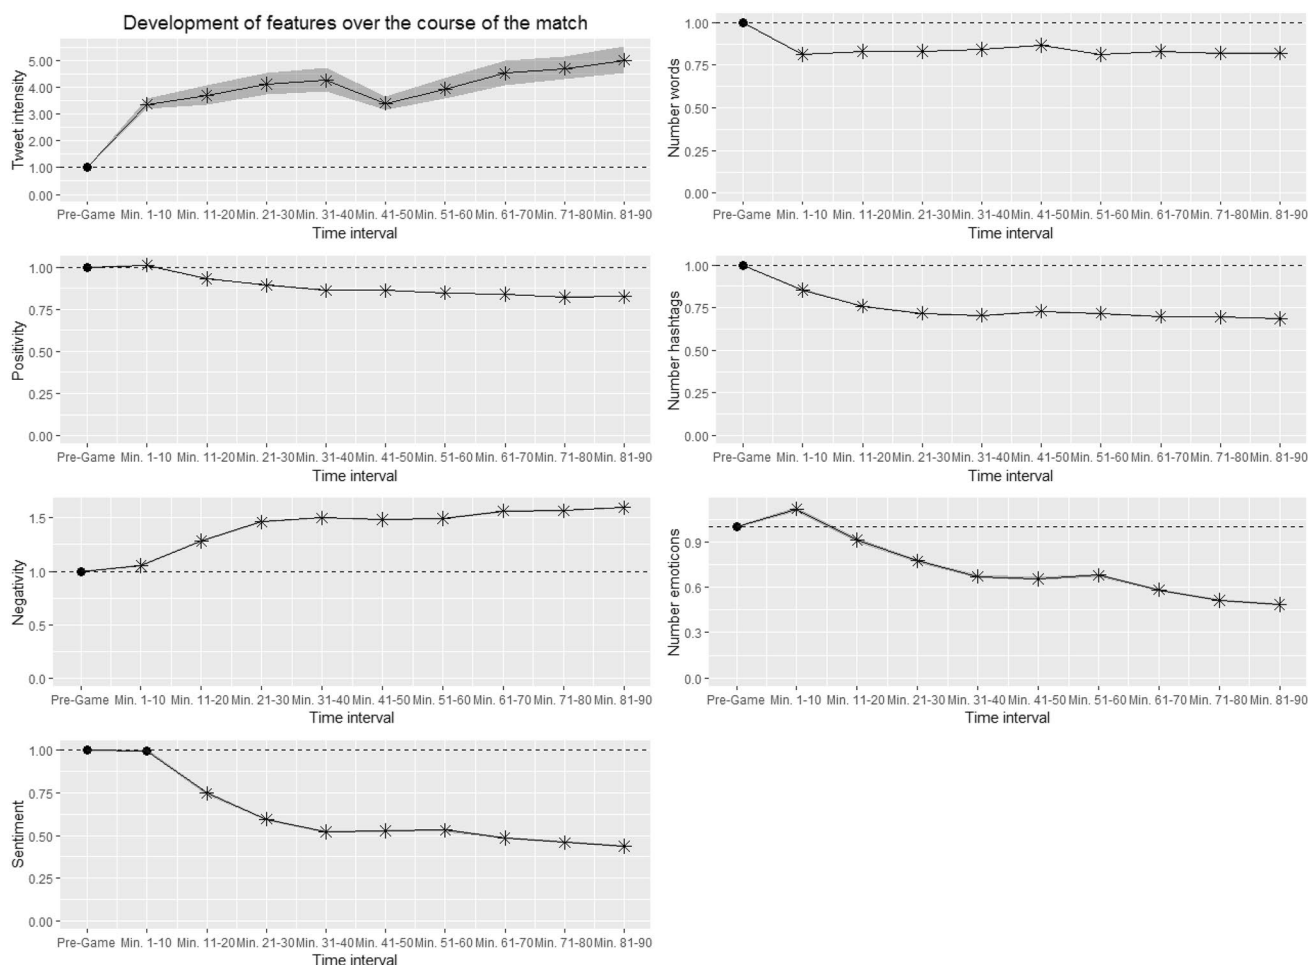 Development of features over the course of the match
Tweet intensity
5.00
4.00
3.00
2.00
1.00
0.00
Pre-Game Min. 1-10 Min. 11-20 Min. 21-30 Min. 31-40 Min. 41-50 Min. 51-60 Min. 61-70 Min. 71-80 Min. 81-90
Time interval
Number words
1.00
0.75
0.50
0.25
0.00
Pre-Game Min. 1-10 Min. 11-20 Min. 21-30 Min. 31-40 Min. 41-50 Min. 51-60 Min. 61-70 Min. 71-80 Min. 81-90
Time interval
Positivity
1.00
0.75
0.50
0.25
0.00
Pre-Game Min. 1-10 Min. 11-20 Min. 21-30 Min. 31-40 Min. 41-50 Min. 51-60 Min. 61-70 Min. 71-80 Min. 81-90
Time interval
Number hashtags
1.00
0.75
0.50
0.25
0.00
Pre-Game Min. 1-10 Min. 11-20 Min. 21-30 Min. 31-40 Min. 41-50 Min. 51-60 Min. 61-70 Min. 71-80 Min. 81-90
Time interval
Negativity
1.5
1.0
0.5
0.0
Pre-Game Min. 1-10 Min. 11-20 Min. 21-30 Min. 31-40 Min. 41-50 Min. 51-60 Min. 61-70 Min. 71-80 Min. 81-90
Time interval
Number emoticons
0.9
0.6
0.3
0.0
Pre-Game Min. 1-10 Min. 11-20 Min. 21-30 Min. 31-40 Min. 41-50 Min. 51-60 Min. 61-70 Min. 71-80 Min. 81-90
Time interval
Sentiment
1.00
0.75
0.50
0.25
0.00
Pre-Game Min. 1-10 Min. 11-20 Min. 21-30 Min. 31-40 Min. 41-50 Min. 51-60 Min. 61-70 Min. 71-80 Min. 81-90
Time interval